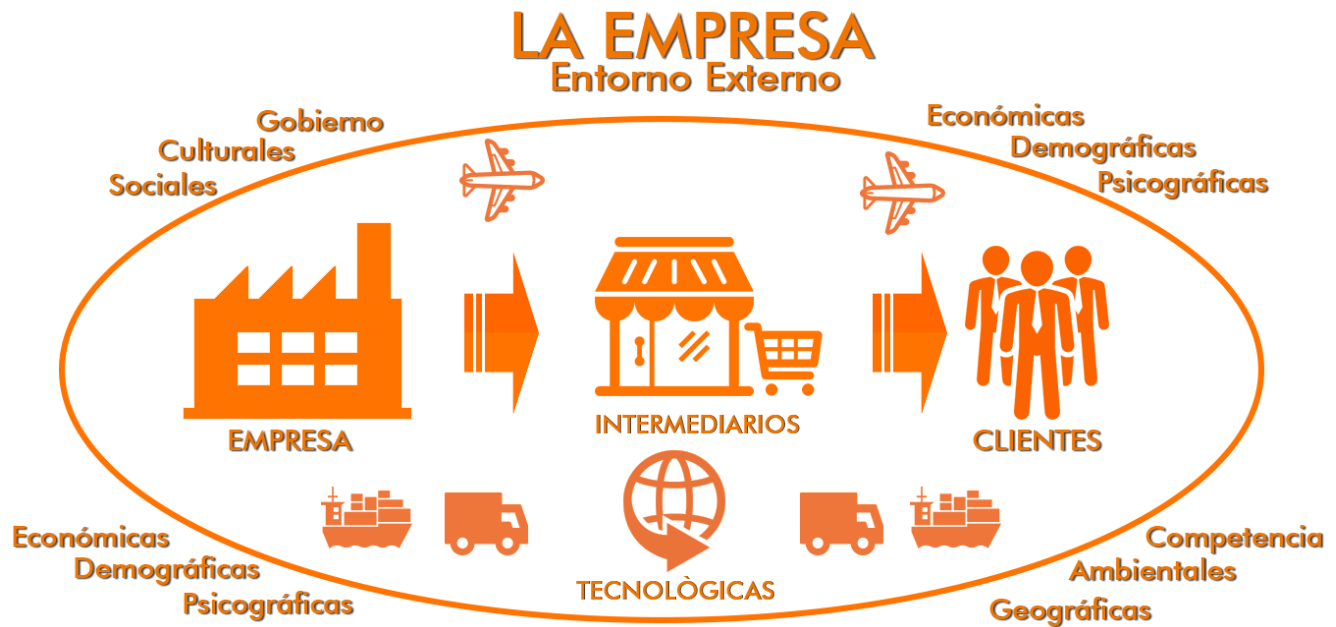 LA EMPRESA
Entorno Externo
Gobierno
Culturales
Sociales
Económicas
Demográficas
Psicográficas
EMPRESA
INTERMEDIARIOS
CLIENTES
TECNOLÒGICAS
Económicas
Demográficas
Psicográficas
Competencia
Ambientales
Geográficas